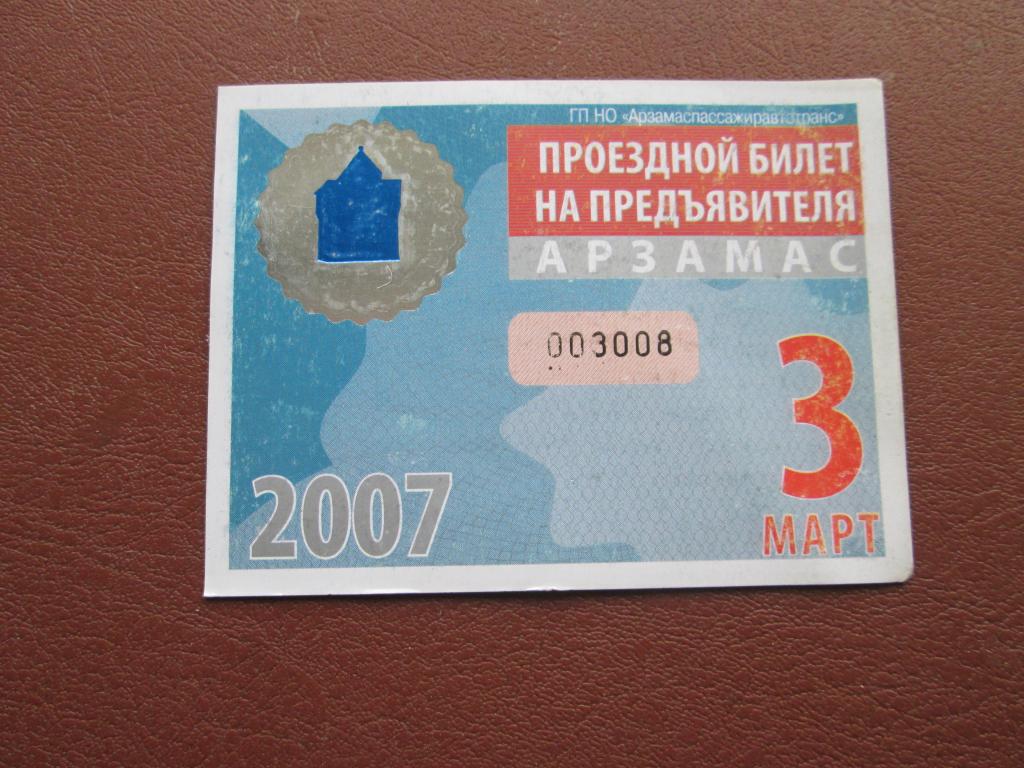 ГП НО «Арзамаспассажиравтотранс»
ПРОЕЗДНОЙ БИЛЕТ
НА ПРЕДЪЯВИТЕЛЯ
АРЗАМАС
003008
3
МАРТ
2007